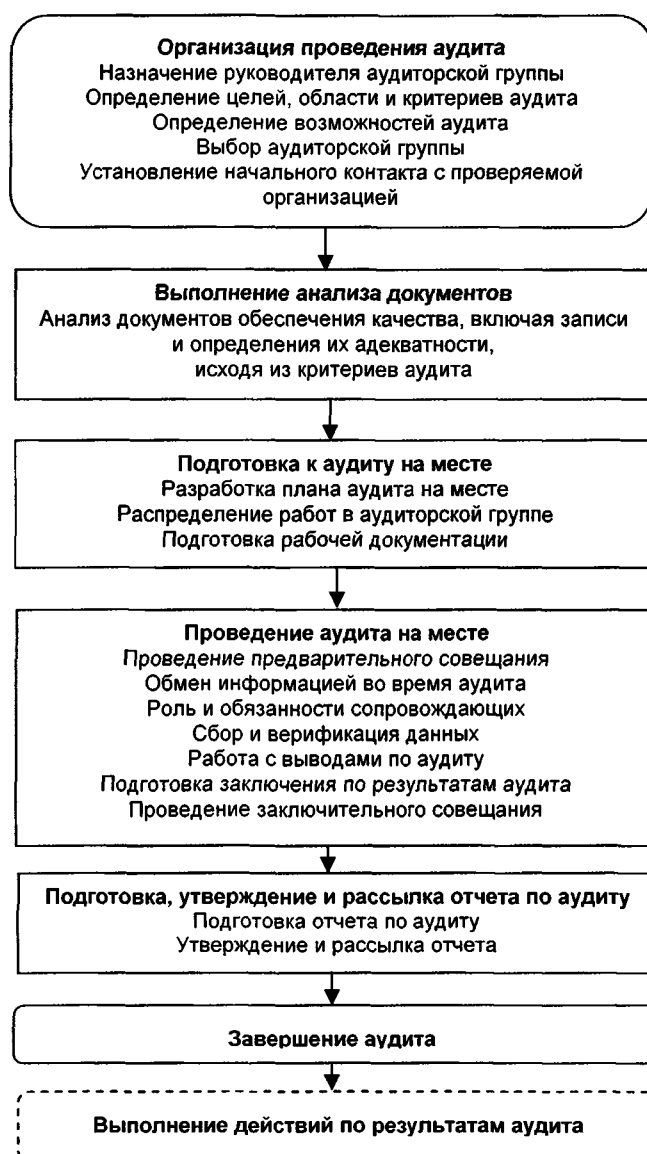 Организация проведения аудита
Назначение руководителя аудиторской группы
Определение целей, области и критериев аудита
Определение возможностей аудита
Выбор аудиторской группы
Установление начального контакта с проверяемой
организацией
Выполнение анализа документов
Анализ документов обеспечения качества, включая записи
и определения их адекватности,
исходя из критериев аудита
Подготовка к аудиту на месте
Разработка плана аудита на месте
Распределение работ в аудиторской группе
Подготовка рабочей документации
Проведение аудита на месте
Проведение предварительного совещания
Обмен информацией во время аудита
Роль и обязанности сопровождающих
Сбор и верификация данных
Работа с выводами по аудиту
Подготовка заключения по результатам аудита
Проведение заключительного совещания
Подготовка, утверждение и рассылка отчета по аудиту
Подготовка отчета по аудиту
Утверждение и рассылка отчета
Завершение аудита
Выполнение действий по результатам аудита